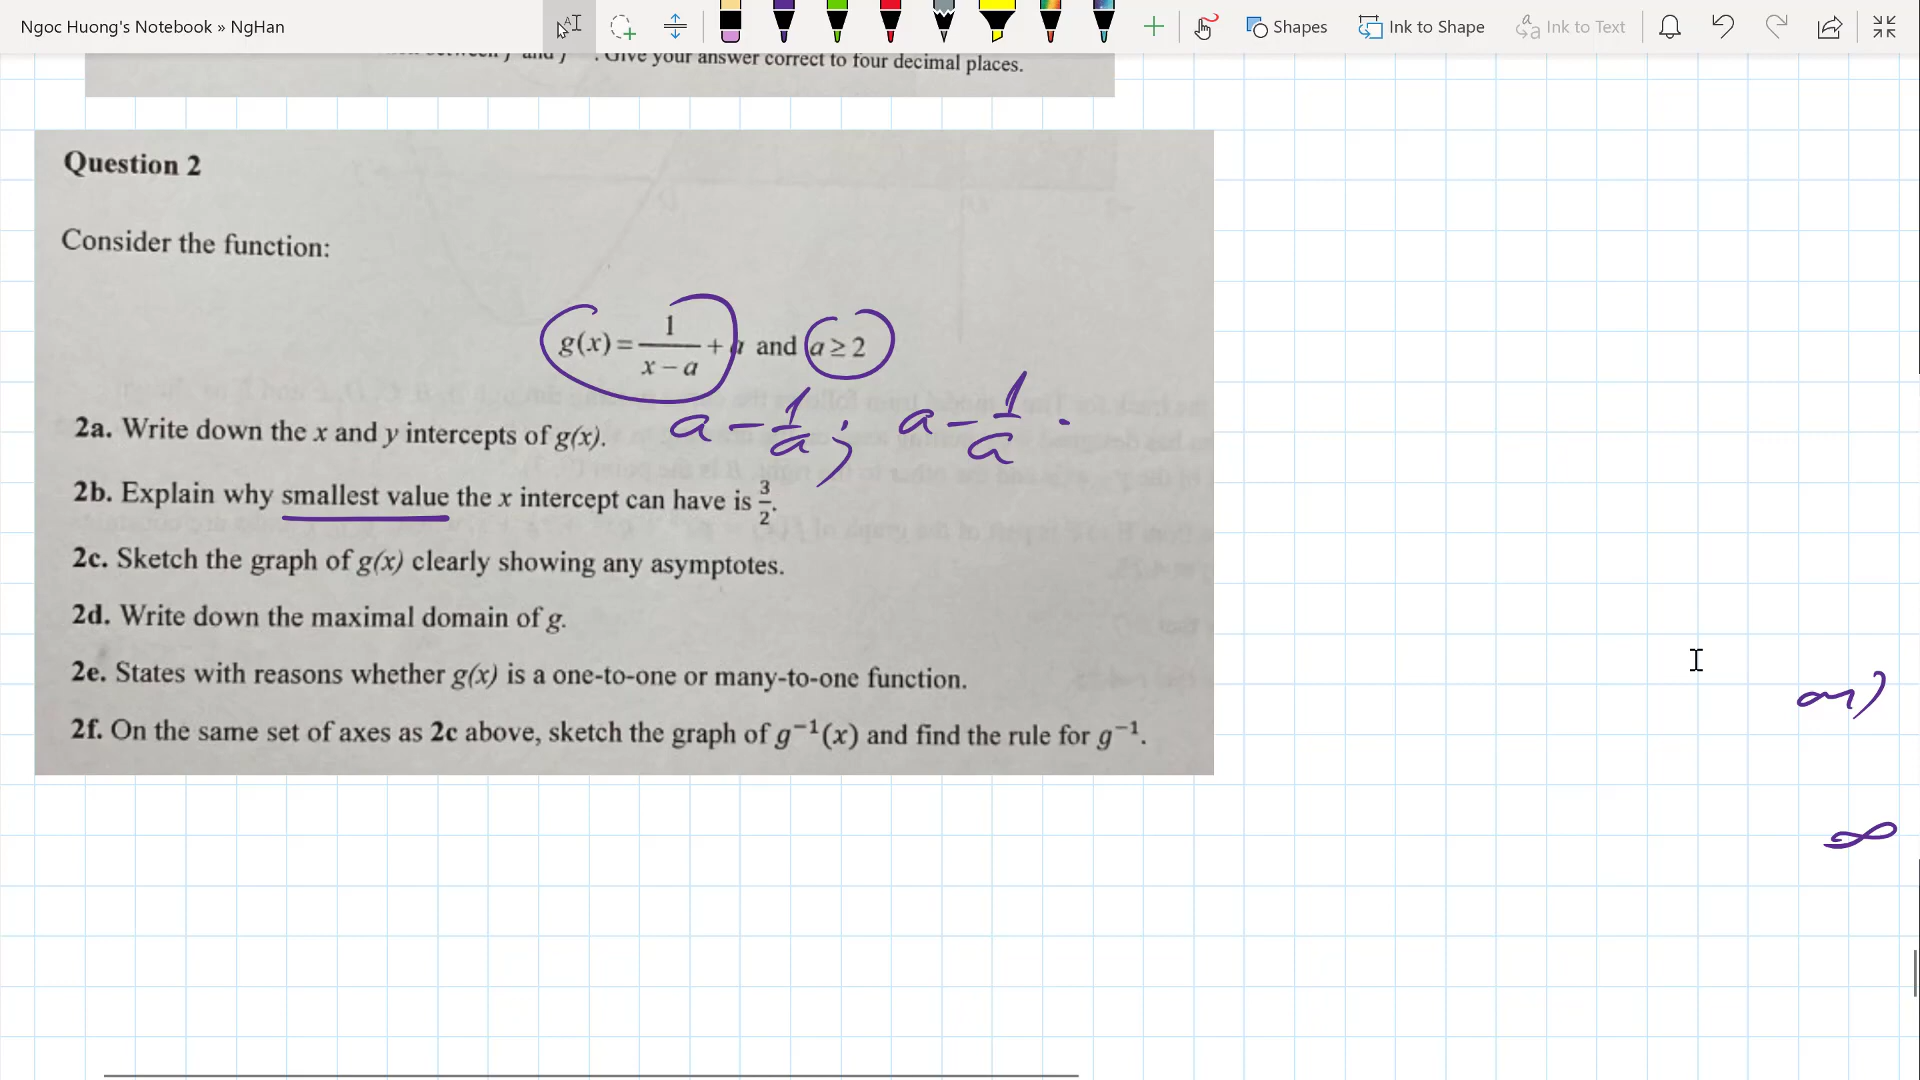 Ngoc Huong's Notebook » NgHan
Shapes
Ink to Shape
Ink to Text
and f . Give your answer correct to four decimal places.
Question 2
Consider the function:
g(x) = 1/(x − a) + a and a ≥ 2
2a. Write down the x and y intercepts of g(x). a − 1/a ; a − 1/a .
2b. Explain why smallest value the x intercept can have is 3/2.
2c. Sketch the graph of g(x) clearly showing any asymptotes.
2d. Write down the maximal domain of g.
2e. States with reasons whether g(x) is a one-to-one or many-to-one function.
2f. On the same set of axes as 2c above, sketch the graph of g⁻¹(x) and find the rule for g⁻¹.
∞